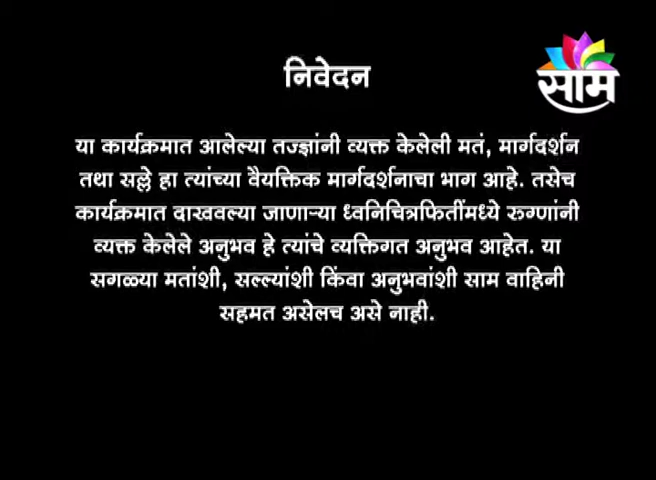 साम
निवेदन
या कार्यक्रमात आलेल्या तज्ज्ञांनी व्यक्त केलेली मतं, मार्गदर्शन
तथा सल्ले हा त्यांच्या वैयक्तिक मार्गदर्शनाचा भाग आहे. तसेच
कार्यक्रमात दाखवल्या जाणाऱ्या ध्वनिचित्रफितींमध्ये रुग्णांनी
व्यक्त केलेले अनुभव हे त्यांचे व्यक्तिगत अनुभव आहेत. या
सगळ्या मतांशी, सल्ल्यांशी किंवा अनुभवांशी साम वाहिनी
सहमत असेलच असे नाही.